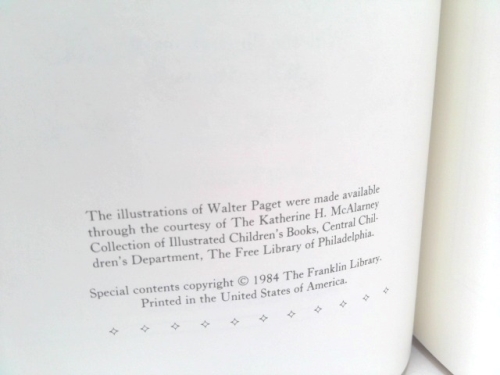 The illustrations of Walter Paget were made available
through the courtesy of The Katherine H. McAlarney
Collection of Illustrated Children's Books, Central Chil-
dren's Department, The Free Library of Philadelphia.
Special contents copyright © 1984 The Franklin Library.
Printed in the United States of America.